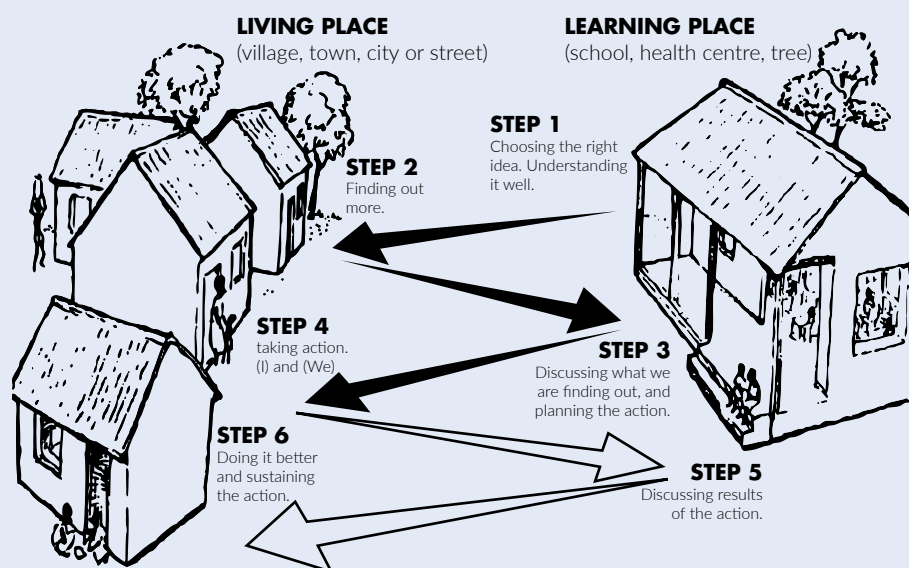 LIVING PLACE
(village, town, city or street)
LEARNING PLACE
(school, health centre, tree)
STEP 1
Choosing the right
idea. Understanding
it well.
STEP 2
Finding out
more.
STEP 3
Discussing what we
are finding out, and
planning the action.
STEP 4
taking action.
(I) and (We)
STEP 5
Discussing results
of the action.
STEP 6
Doing it better
and sustaining
the action.